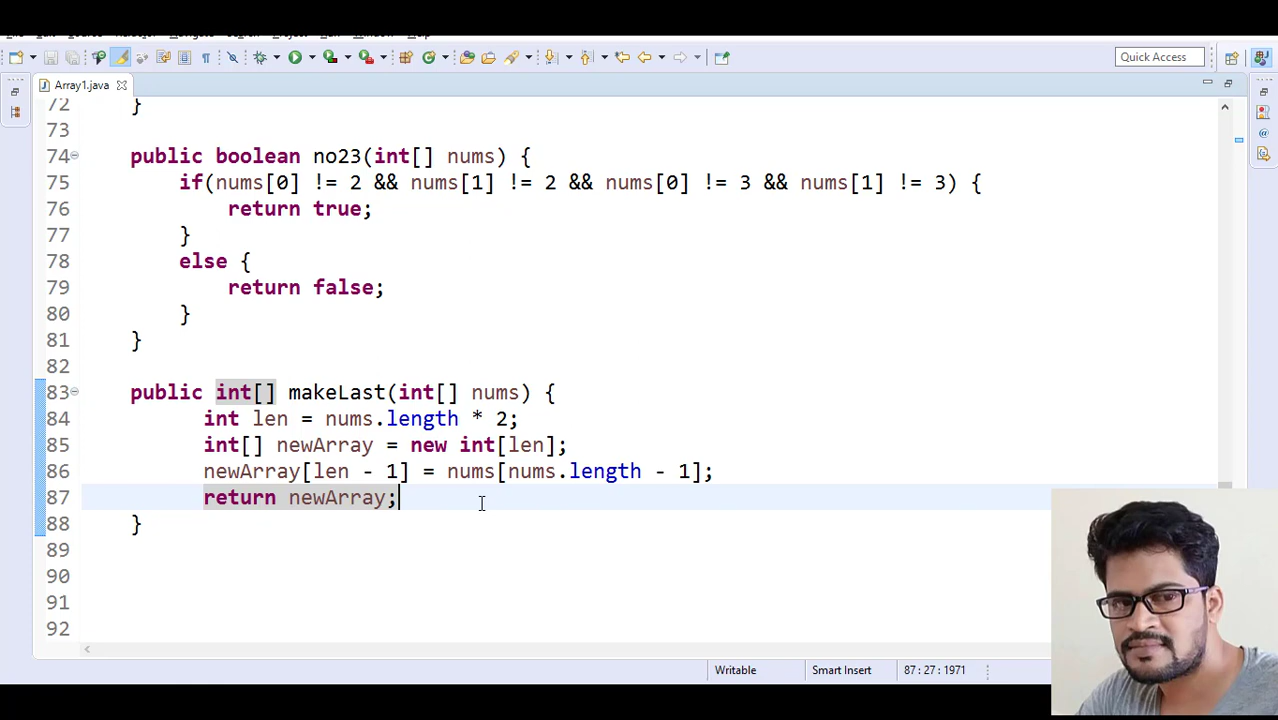 Quick Access
Array1.java
72 }
73
74 public boolean no23(int[] nums) {
75 if(nums[0] != 2 && nums[1] != 2 && nums[0] != 3 && nums[1] != 3) {
76 return true;
77 }
78 else {
79 return false;
80 }
81 }
82
83 public int[] makeLast(int[] nums) {
84 int len = nums.length * 2;
85 int[] newArray = new int[len];
86 newArray[len - 1] = nums[nums.length - 1];
87 return newArray;
88 }
89
90
91
92
Writable Smart Insert 87 : 27 : 1971